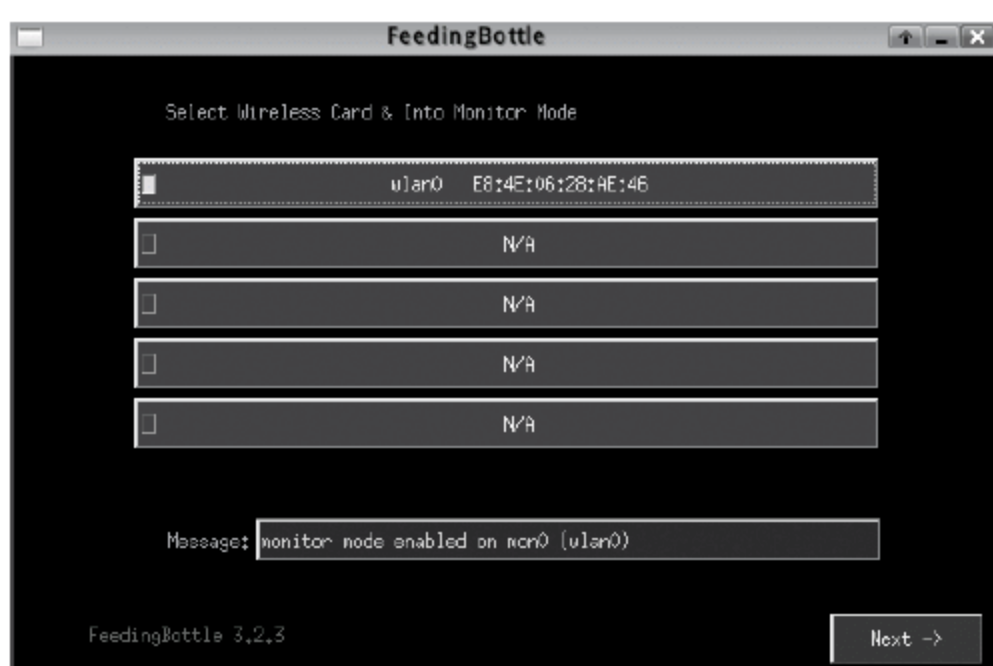 FeedingBottle
Select Wireless Card & Into Monitor Mode
wlan0 E8:4E:06:28:AE:46
N/A
N/A
N/A
N/A
Message: monitor mode enabled on mon0 (wlan0)
FeedingBottle 3.2.3
Next ->